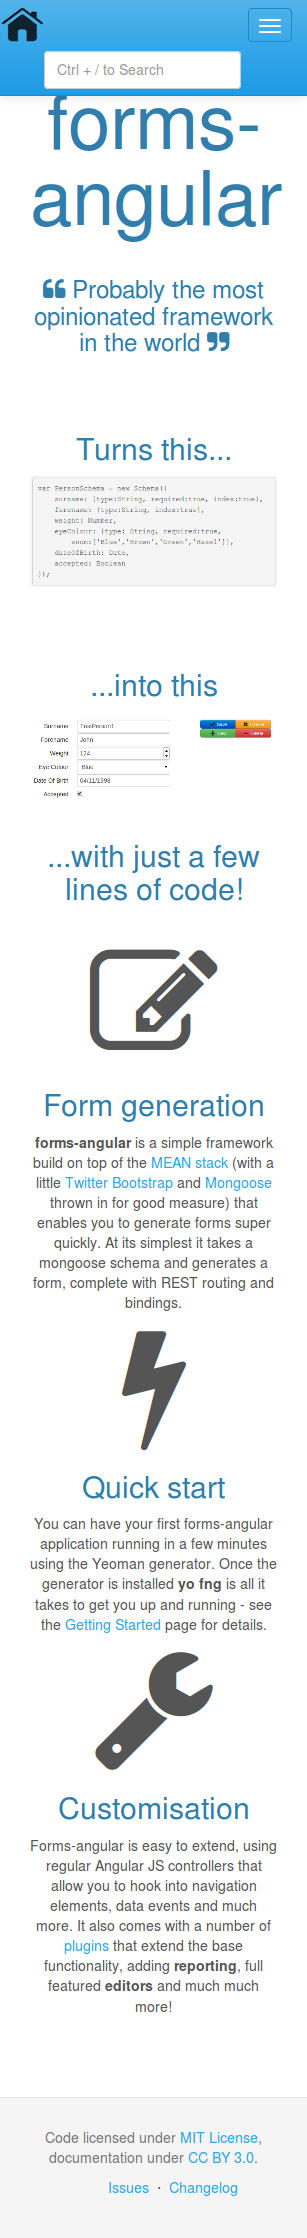 Ctrl + / to Search
forms-
angular
Probably the most
opinionated framework
in the world
Turns this...
var PersonSchema = new Schema({
surname: {type:String, required:true, index:true},
forename: {type:String, index:true},
weight: Number,
eyeColour: {type: String, required:true,
enum:['Blue','Brown','Green','Hazel']},
dateOfBirth: Date,
accepted: Boolean
});
...into this
Surname TestPerson1 Save Cancel
Forename John New Delete
Weight 124
Eye Colour Blue
Date Of Birth 04/11/1998
Accepted
...with just a few
lines of code!
Form generation
forms-angular is a simple framework
build on top of the MEAN stack (with a
little Twitter Bootstrap and Mongoose
thrown in for good measure) that
enables you to generate forms super
quickly. At its simplest it takes a
mongoose schema and generates a
form, complete with REST routing and
bindings.
Quick start
You can have your first forms-angular
application running in a few minutes
using the Yeoman generator. Once the
generator is installed yo fng is all it
takes to get you up and running - see
the Getting Started page for details.
Customisation
Forms-angular is easy to extend, using
regular Angular JS controllers that
allow you to hook into navigation
elements, data events and much
more. It also comes with a number of
plugins that extend the base
functionality, adding reporting, full
featured editors and much much
more!
Code licensed under MIT License,
documentation under CC BY 3.0.
Issues · Changelog